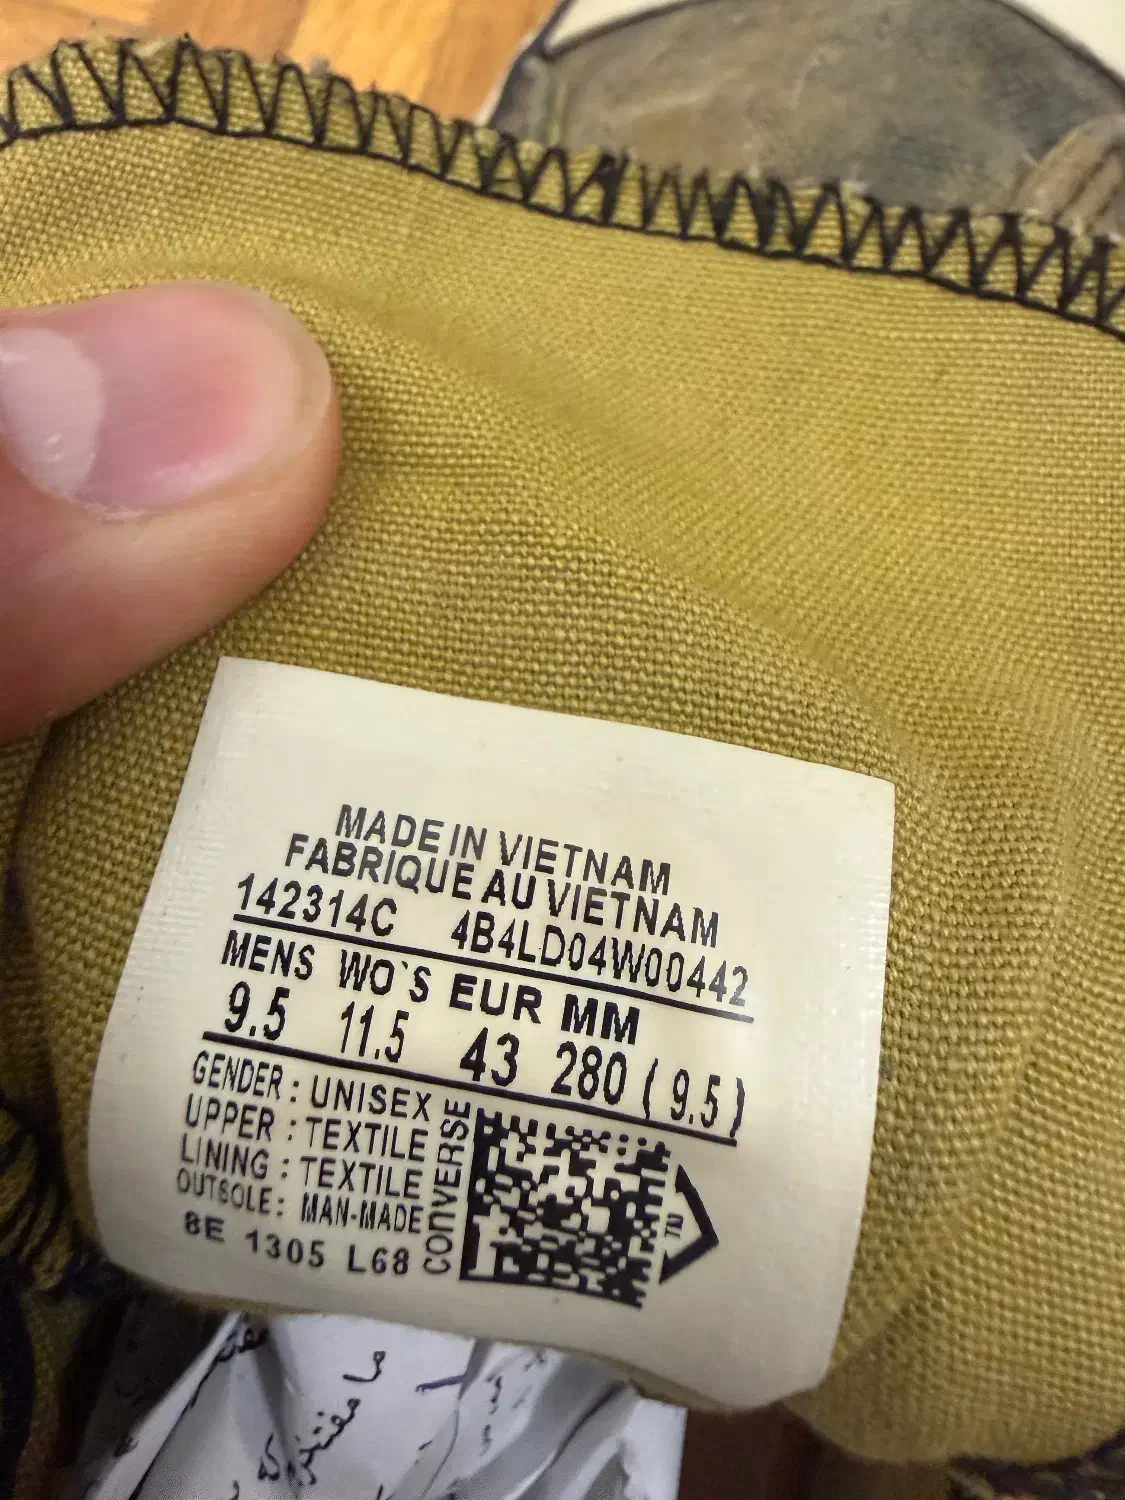 MADE IN VIETNAM
FABRIQUE AU VIETNAM
142314C 4B4LD04W00442
MENS WO`S EUR MM
9.5 11.5 43 280 ( 9.5 )
GENDER : UNISEX
UPPER : TEXTILE
LINING : TEXTILE
OUTSOLE : MAN-MADE
8E 1305 L68
CONVERSE
TM